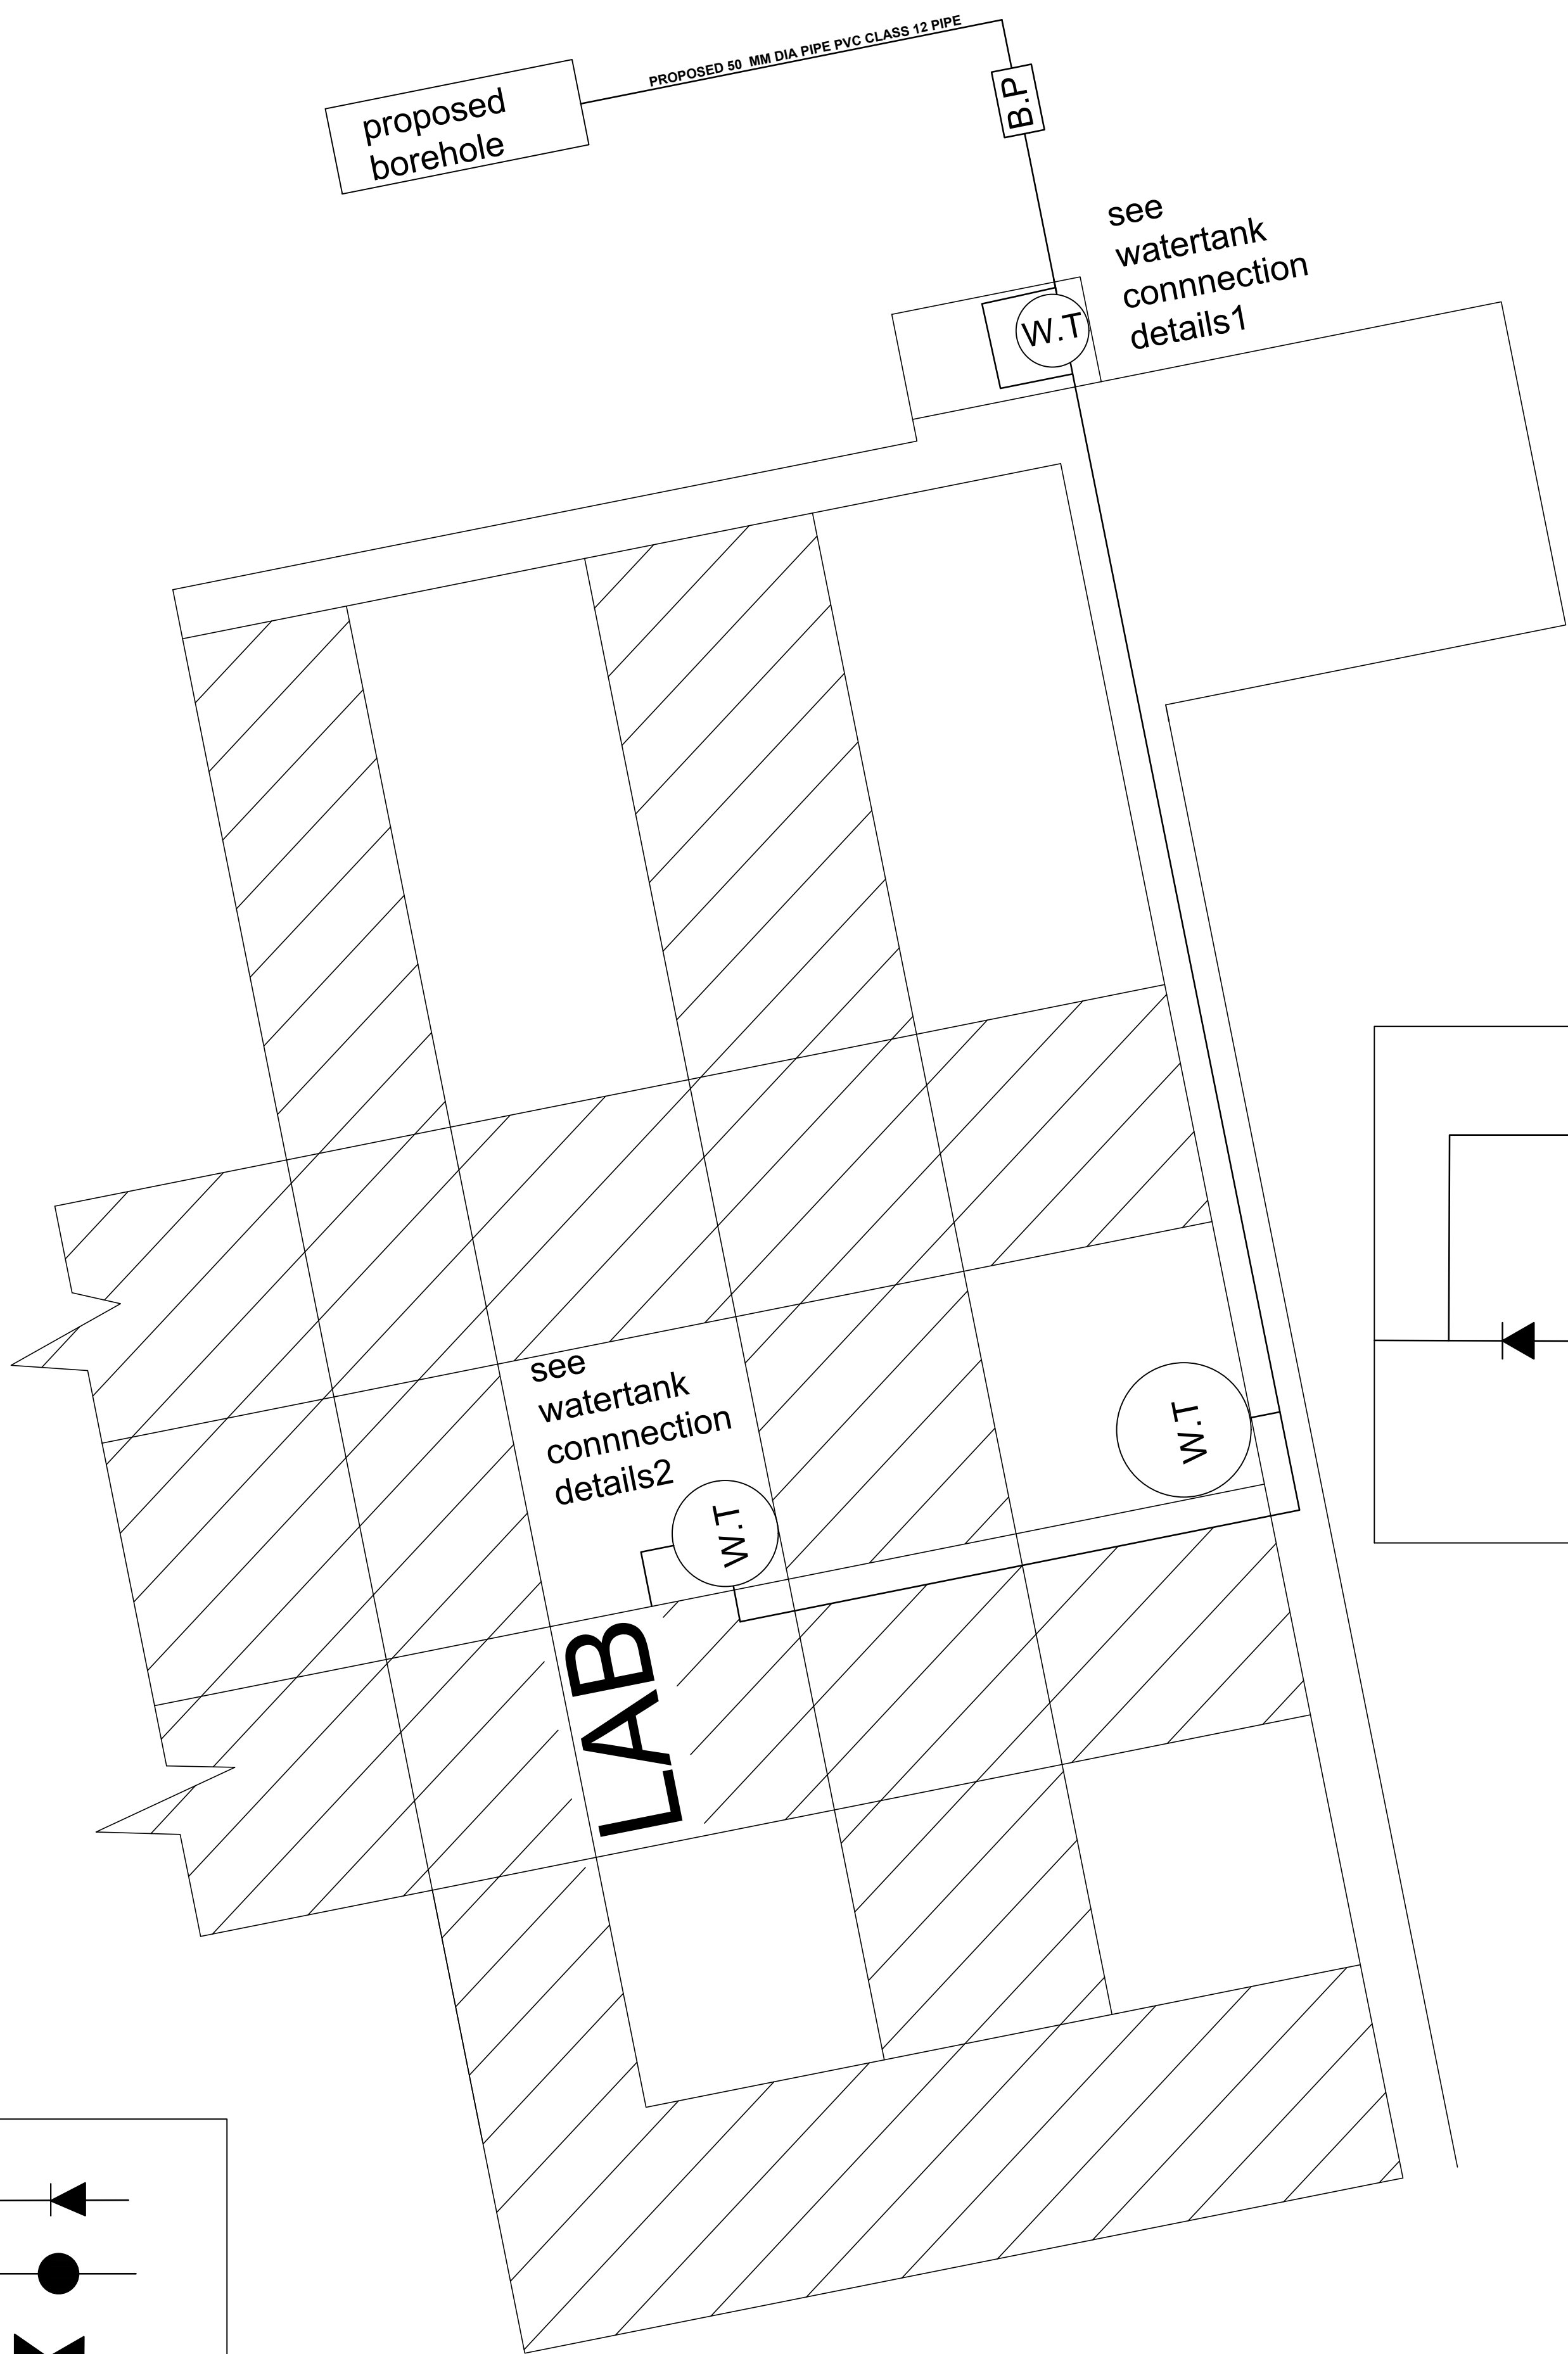 PROPOSED 50 MM DIA PIPE PVC CLASS 12 PIPE
proposed
borehole
B.P
see
watertank
connnection
details1
W.T
see
watertank
connnection
details2
W.T
W.T
LAB